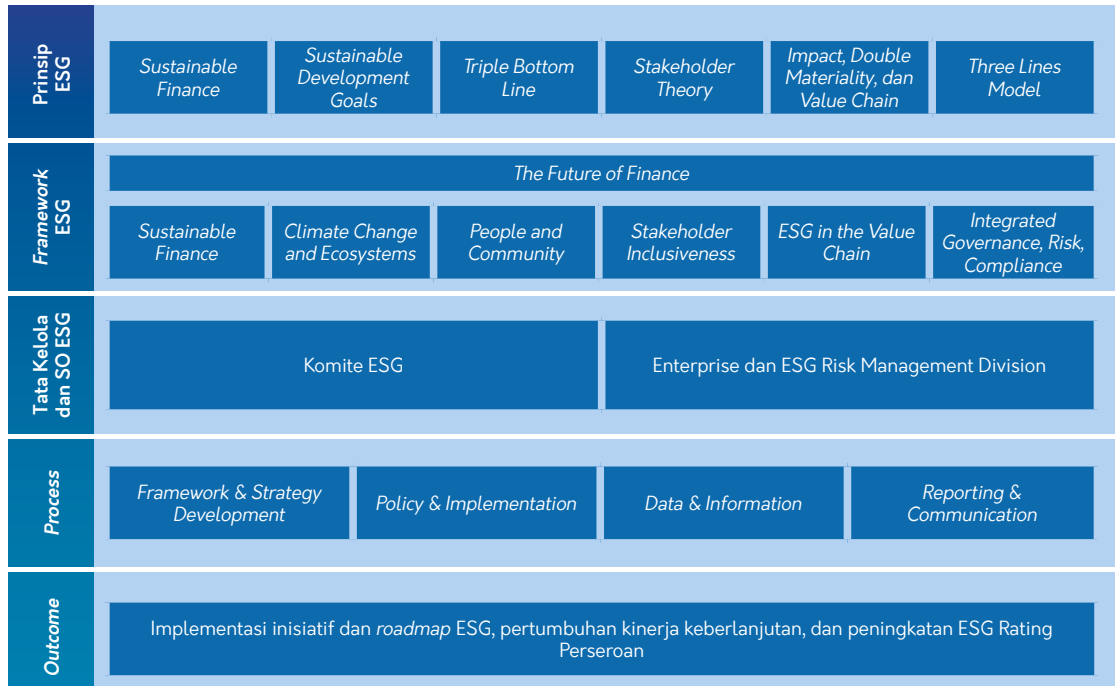 Prinsip
ESG
Sustainable
Finance
Sustainable
Development
Goals
Triple Bottom
Line
Stakeholder
Theory
Impact, Double
Materiality, dan
Value Chain
Three Lines
Model
Framework
ESG
The Future of Finance
Sustainable
Finance
Climate Change
and Ecosystems
People and
Community
Stakeholder
Inclusiveness
ESG in the Value
Chain
Integrated
Governance, Risk,
Compliance
Tata Kelola
dan SO ESG
Komite ESG
Enterprise dan ESG Risk Management Division
Process
Framework & Strategy
Development
Policy & Implementation
Data & Information
Reporting &
Communication
Outcome
Implementasi inisiatif dan roadmap ESG, pertumbuhan kinerja keberlanjutan, dan peningkatan ESG Rating
Perseroan